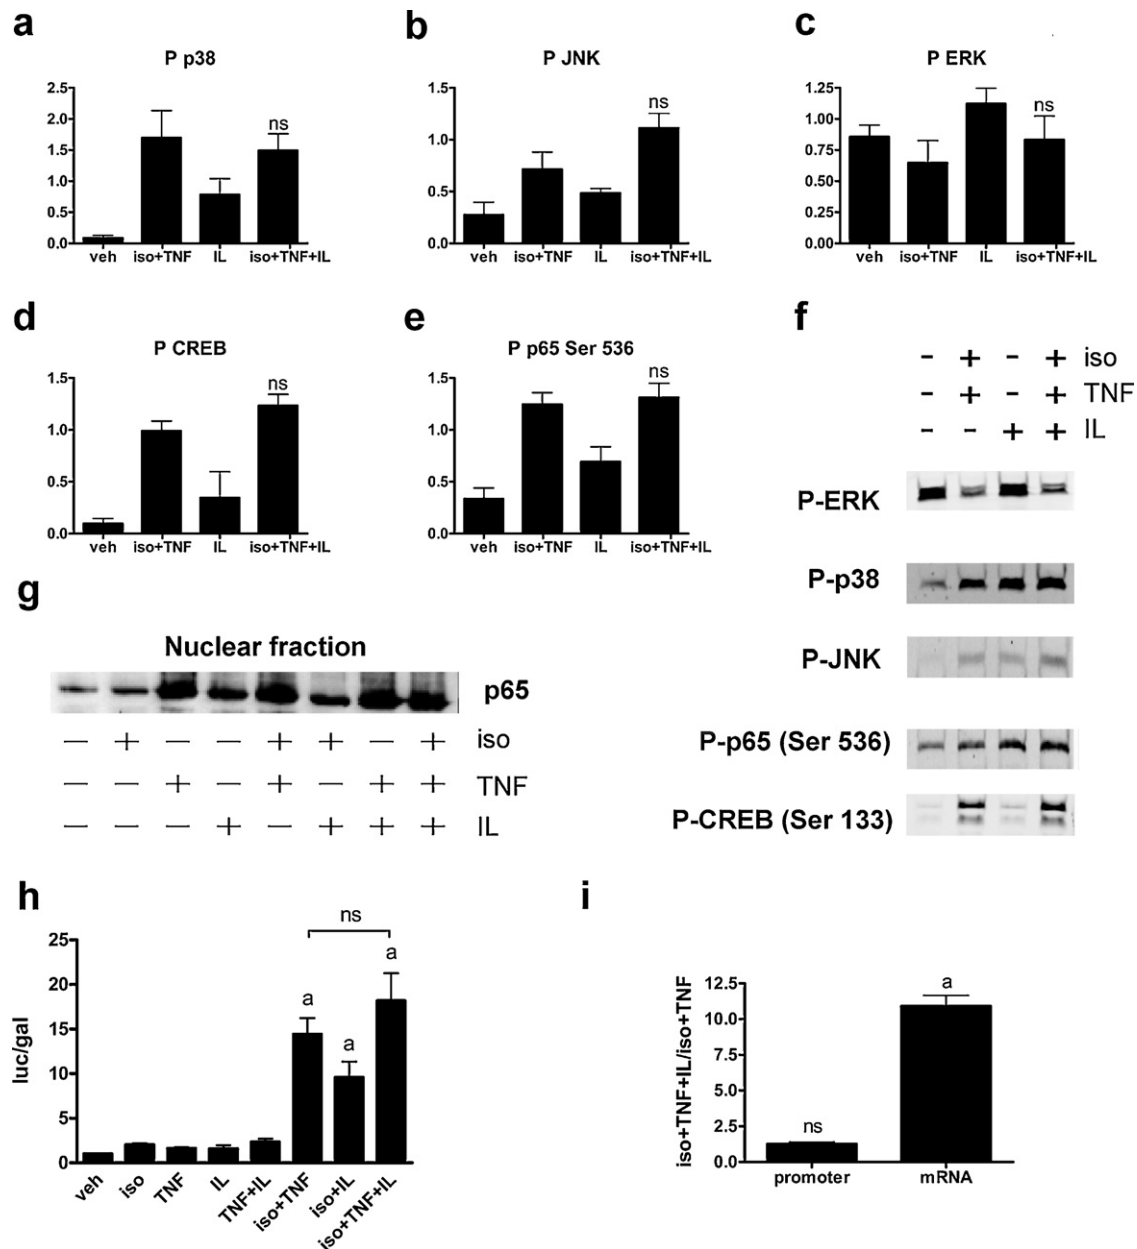 a
P p38
2.5
2.0
1.5
1.0
0.5
0.0
ns
veh iso+TNF IL iso+TNF+IL
b
P JNK
1.5
1.0
0.5
0.0
ns
veh iso+TNF IL iso+TNF+IL
c
P ERK
1.25
1.00
0.75
0.50
0.25
0.00
ns
veh iso+TNF IL iso+TNF+IL
d
P CREB
1.5
1.0
0.5
0.0
ns
veh iso+TNF IL iso+TNF+IL
e
P p65 Ser 536
1.5
1.0
0.5
0.0
ns
veh iso+TNF IL iso+TNF+IL
f
- + - + iso
- + - + TNF
- - + + IL
P-ERK
P-p38
P-JNK
P-p65 (Ser 536)
P-CREB (Ser 133)
g
Nuclear fraction
p65
— + — — + + — + iso
— — + — + — + + TNF
— — — + — + + + IL
h
luc/gal
25
20
15
10
5
0
ns
a
a
a
veh
iso
TNF
IL
TNF+IL
iso+TNF
iso+IL
iso+TNF+IL
i
iso+TNF+IL/iso+TNF
12.5
10.0
7.5
5.0
2.5
0.0
ns
a
promoter mRNA